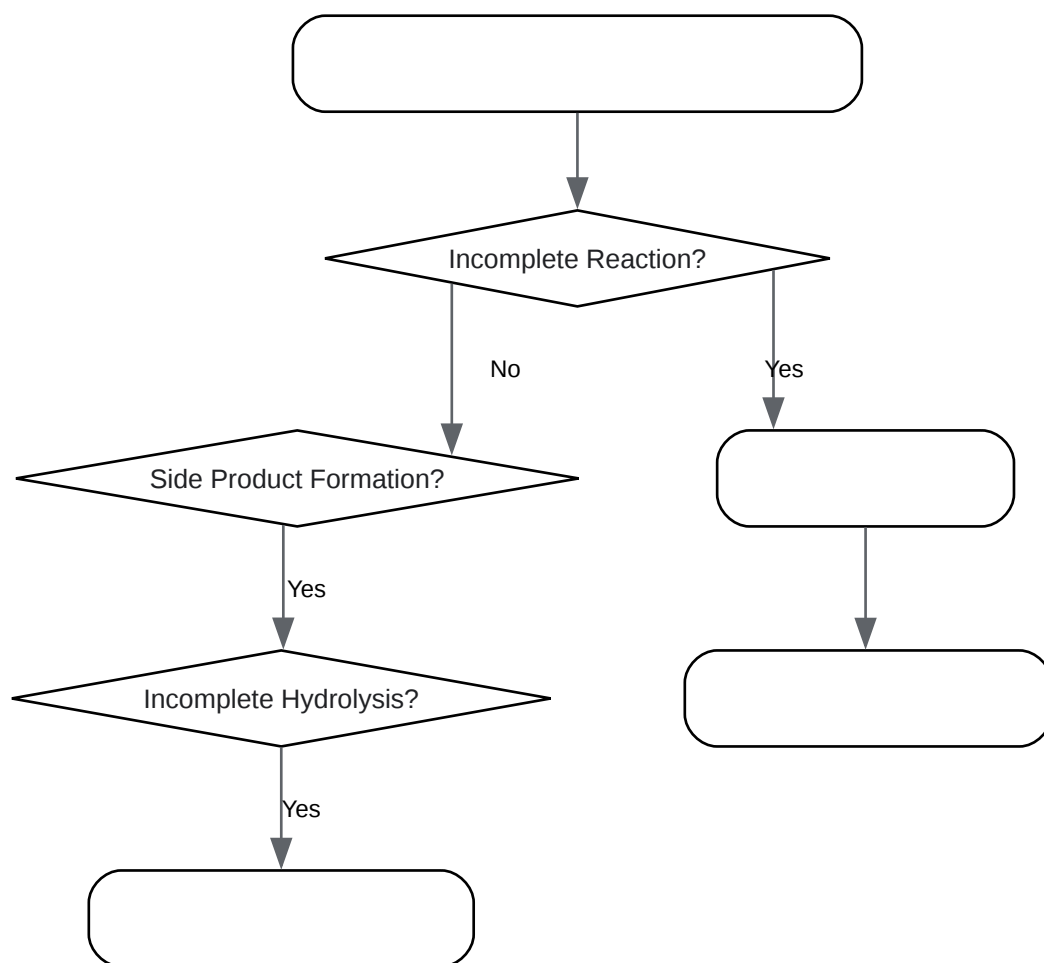 Incomplete Reaction?
No
Yes
Side Product Formation?
Yes
Incomplete Hydrolysis?
Yes